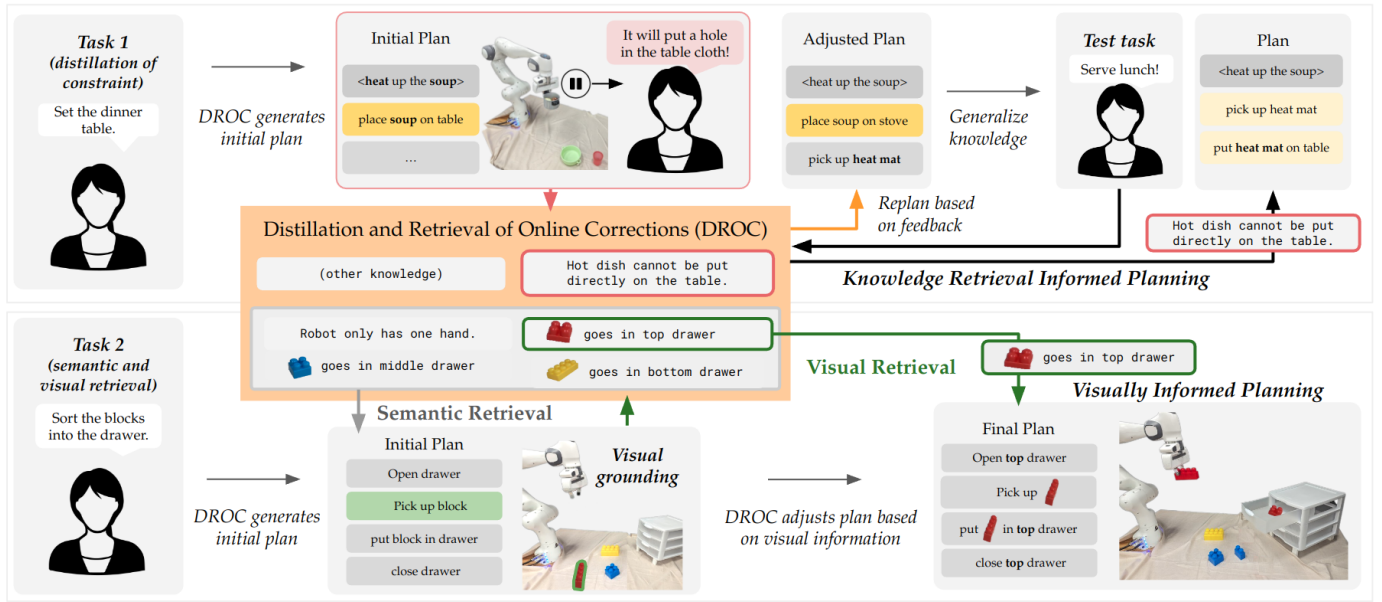 Task 1
(distillation of
constraint)
Set the dinner
table.
DROC generates
initial plan
Initial Plan
<heat up the soup>
place soup on table
...
It will put a hole
in the table cloth!
Adjusted Plan
<heat up the soup>
place soup on stove
pick up heat mat
Generalize
knowledge
Test task
Serve lunch!
Plan
<heat up the soup>
pick up heat mat
put heat mat on table
Replan based
on feedback
Hot dish cannot be put
directly on the table.
Knowledge Retrieval Informed Planning
Distillation and Retrieval of Online Corrections (DROC)
(other knowledge)
Hot dish cannot be put
directly on the table.
Robot only has one hand.
goes in top drawer
goes in middle drawer
goes in bottom drawer
Task 2
(semantic and
visual retrieval)
Sort the blocks
into the drawer.
DROC generates
initial plan
Semantic Retrieval
Initial Plan
Open drawer
Pick up block
put block in drawer
close drawer
Visual
grounding
Visual Retrieval
goes in top drawer
Visually Informed Planning
DROC adjusts plan based
on visual information
Final Plan
Open top drawer
Pick up
put in top drawer
close top drawer